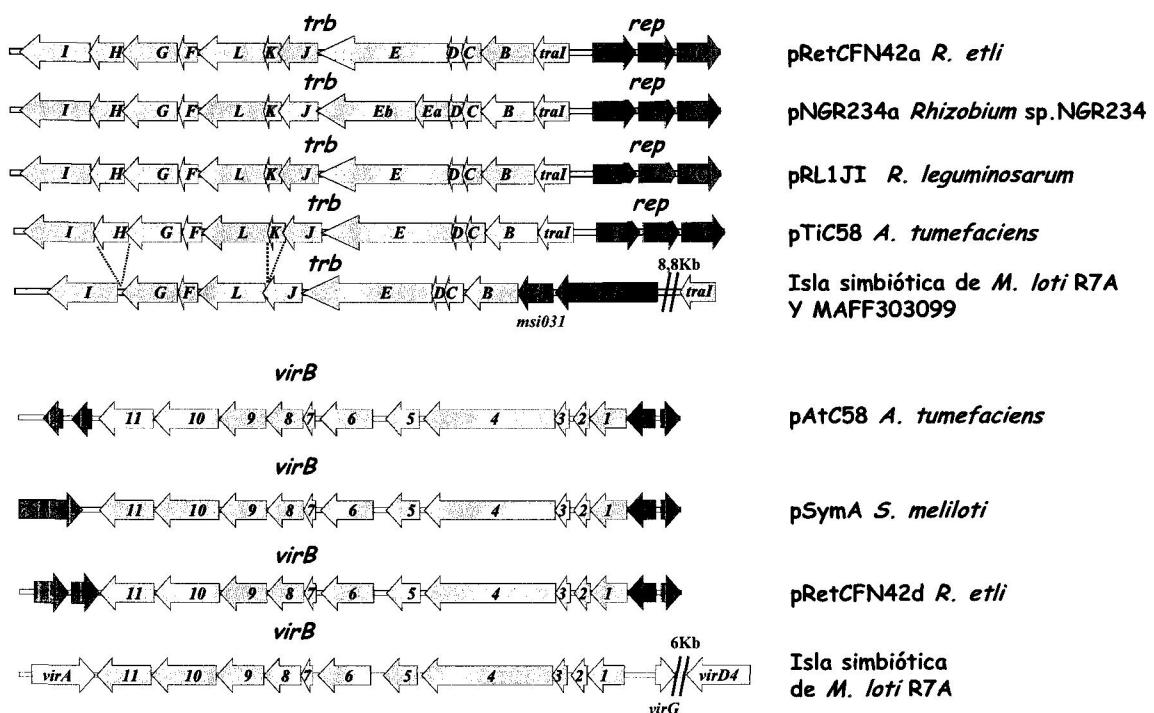 trb rep
I H G F L K J E D C B traI pRetCFN42a R. etli
trb rep
I H G F L K J Eb Ea D C B traI pNGR234a Rhizobium sp.NGR234
trb rep
I H G F L K J E D C B traI pRL1JI R. leguminosarum
trb rep
I H G F L K J E D C B traI pTiC58 A. tumefaciens
trb 8,8Kb
I G F L J E D C B traI Isla simbiótica de M. loti R7A
msi031 Y MAFF303099
virB
11 10 9 8 7 6 5 4 3 2 1 pAtC58 A. tumefaciens
virB
11 10 9 8 7 6 5 4 3 2 1 pSymA S. meliloti
virB
11 10 9 8 7 6 5 4 3 2 1 pRetCFN42d R. etli
virB 6Kb
virA 11 10 9 8 7 6 5 4 3 2 1 virD4 Isla simbiótica
virG de M. loti R7A